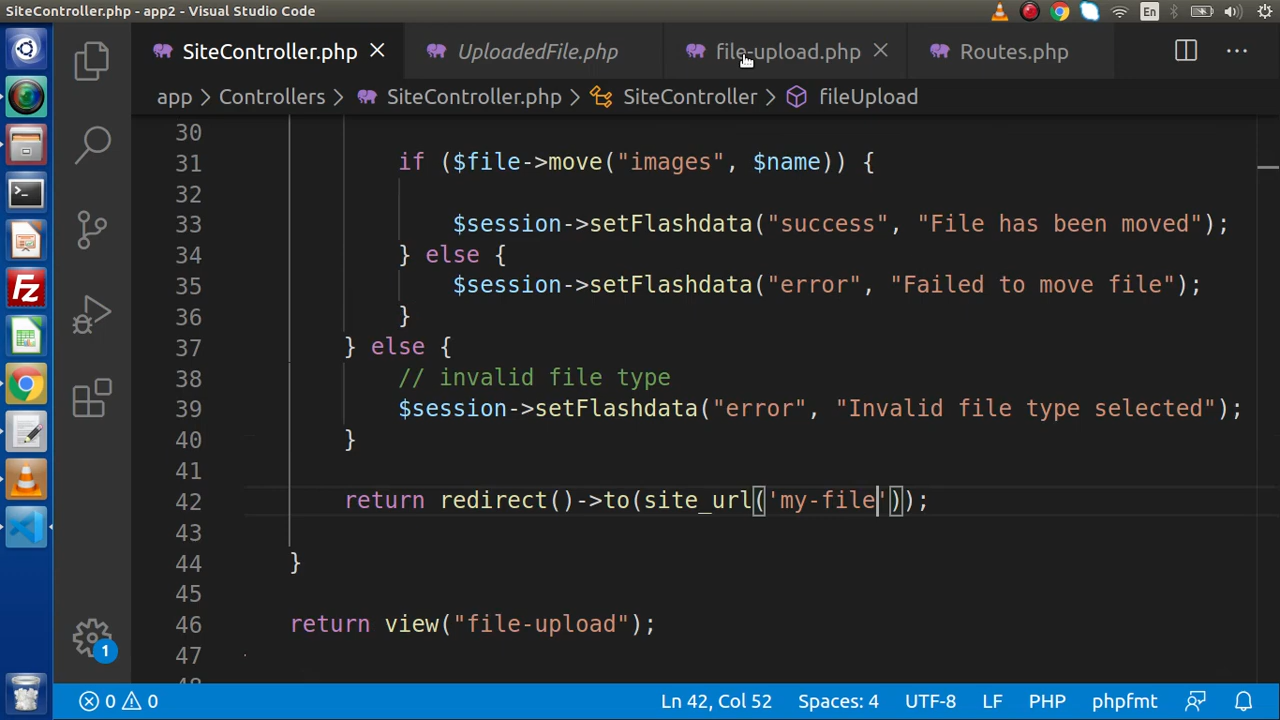 SiteController.php - app2 - Visual Studio Code
En
SiteController.php
UploadedFile.php
file-upload.php
Routes.php
app > Controllers > SiteController.php > SiteController > fileUpload
30
31 if ($file->move("images", $name)) {
32
33 $session->setFlashdata("success", "File has been moved");
34 } else {
35 $session->setFlashdata("error", "Failed to move file");
36 }
37 } else {
38 // invalid file type
39 $session->setFlashdata("error", "Invalid file type selected");
40 }
41
42 return redirect()->to(site_url('my-file'));
43
44 }
45
46 return view("file-upload");
47
1
Fz
0 0
Ln 42, Col 52
Spaces: 4
UTF-8
LF
PHP
phpfmt